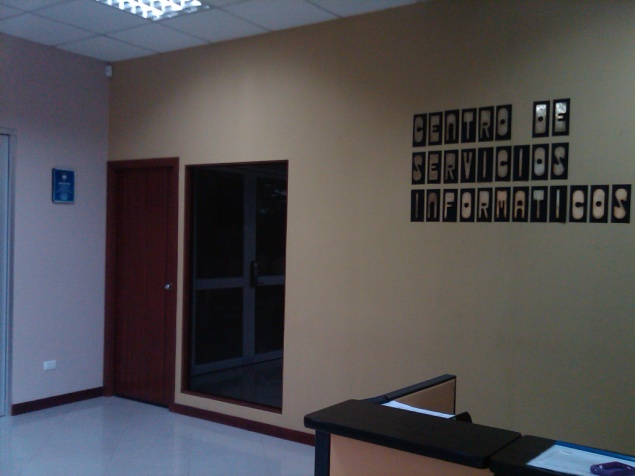 CENTRO DE
SERVICIOS
INFORMATICOS